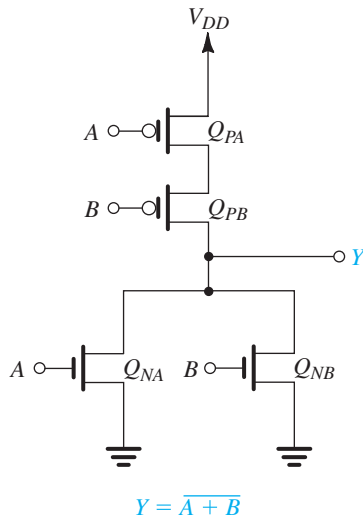 V_DD
A
Q_PA
B
Q_PB
Y
A
Q_NA
B
Q_NB
Y = \overline{A + B}